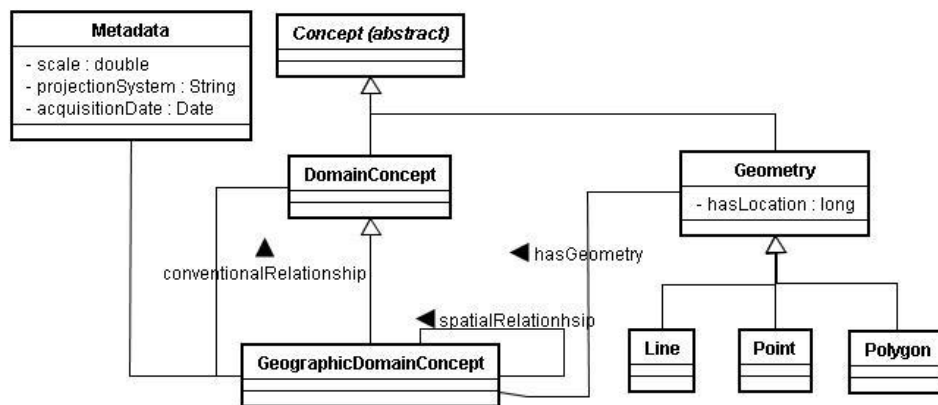 Metadata
- scale : double
- projectionSystem : String
- acquisitionDate : Date
Concept (abstract)
DomainConcept
Geometry
- hasLocation : long
conventionalRelationship
hasGeometry
spatialRelationhsip
GeographicDomainConcept
Line
Point
Polygon